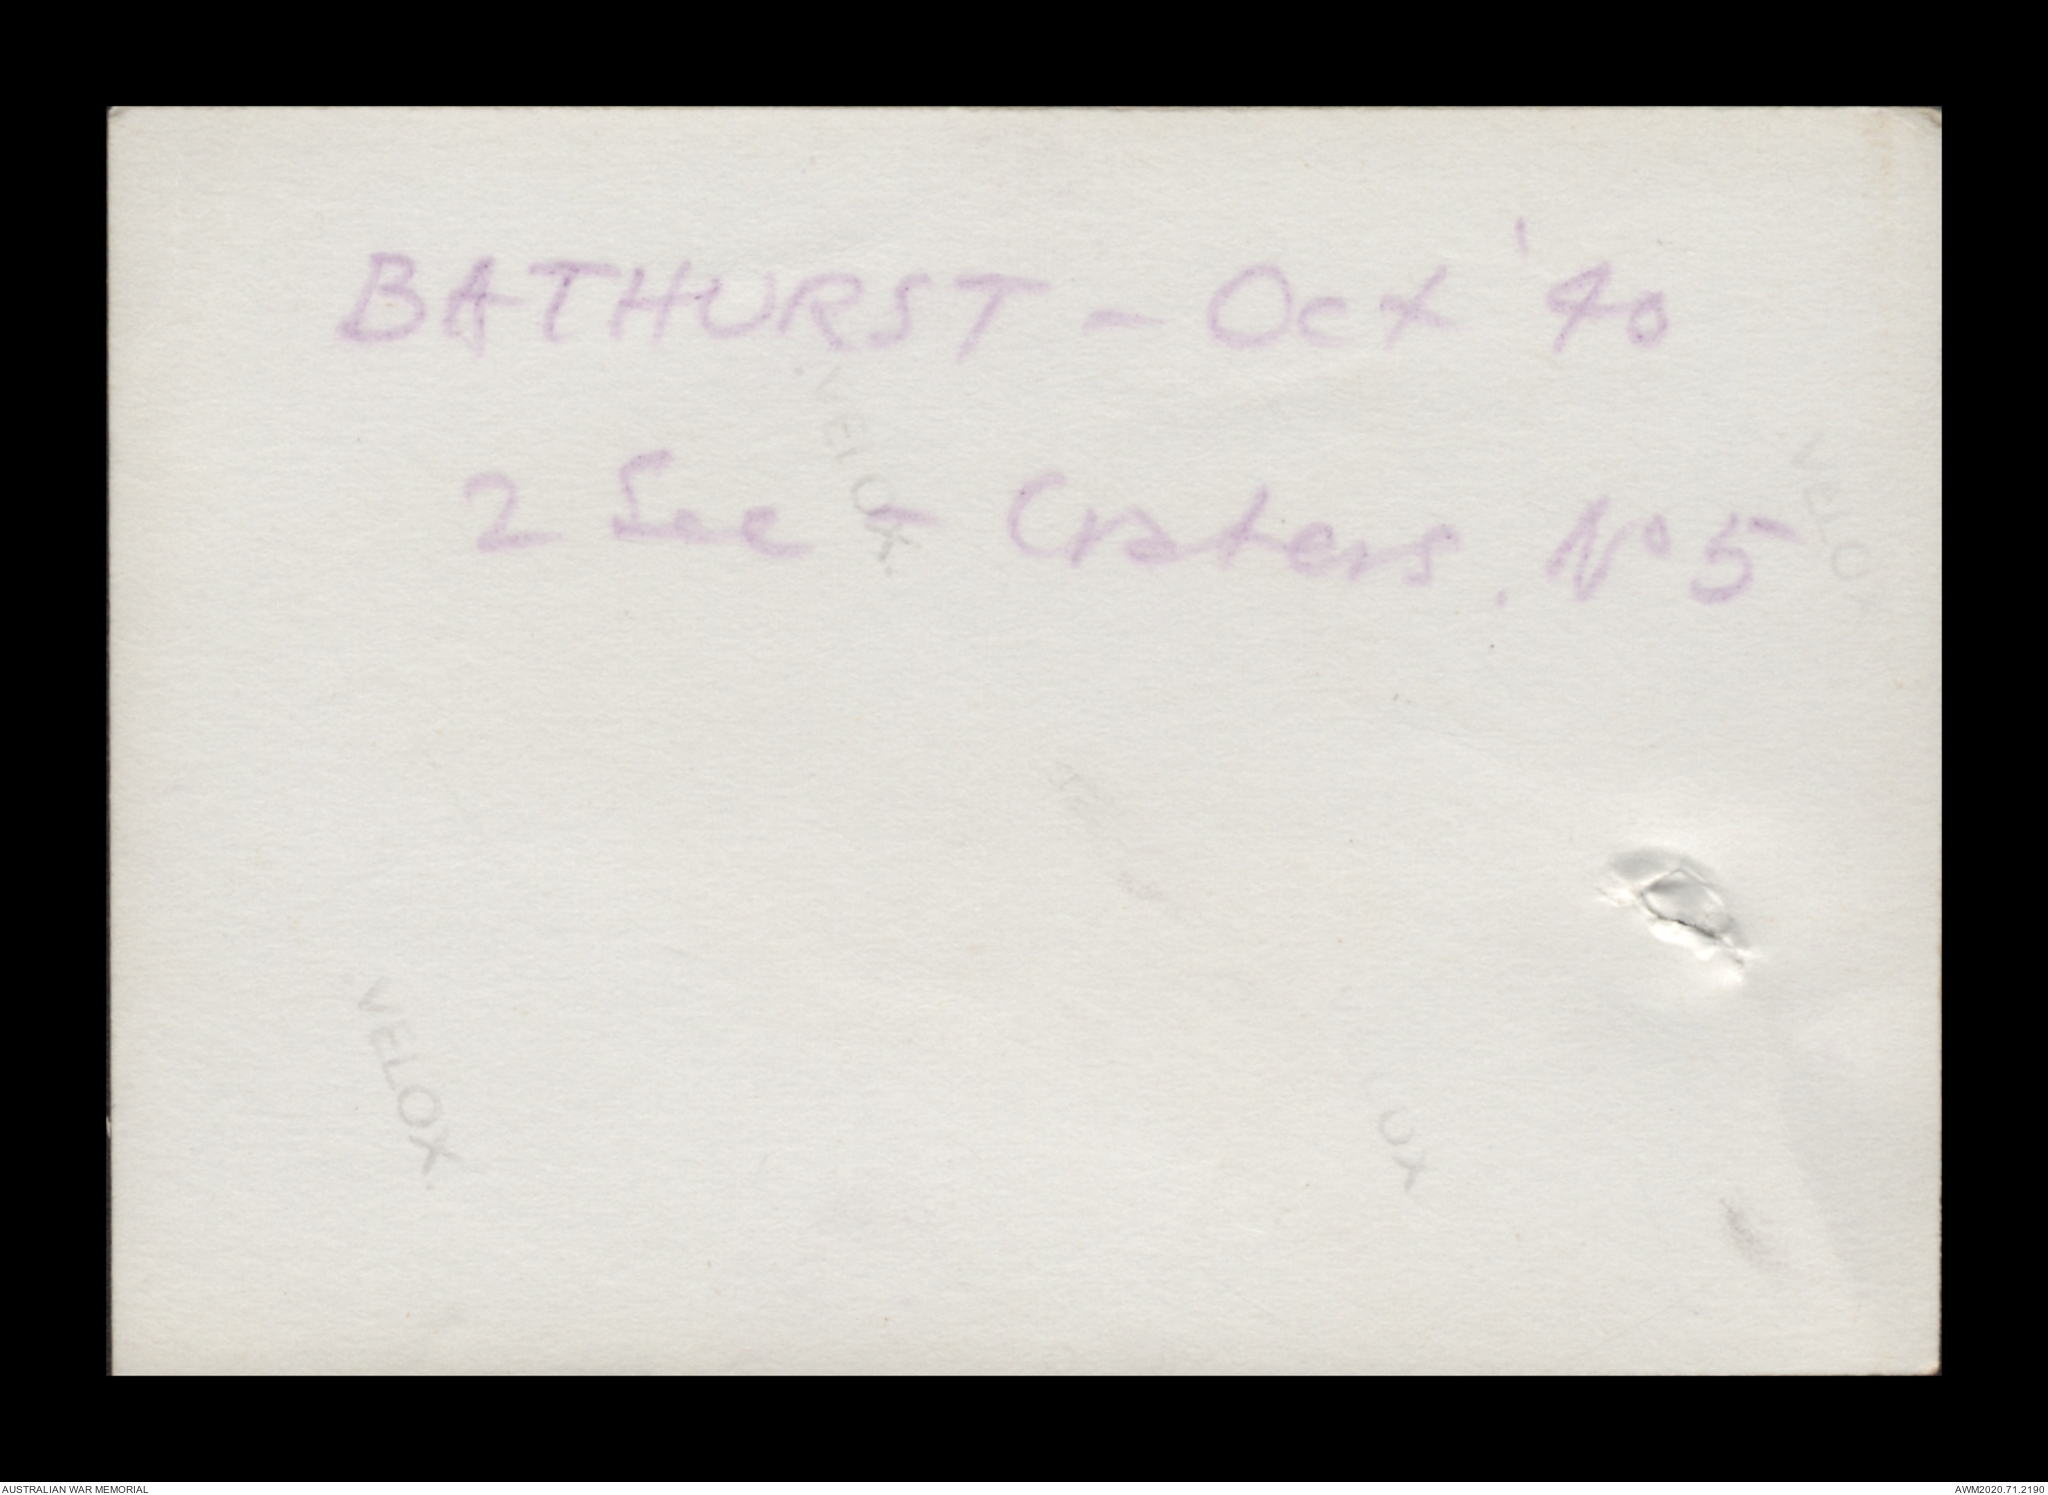 BATHURST - Oct '40
2 Sec - Craters. No 5
VELOX
VELOX
VELOX
AUSTRALIAN WAR MEMORIAL
AWM2020.71.2190